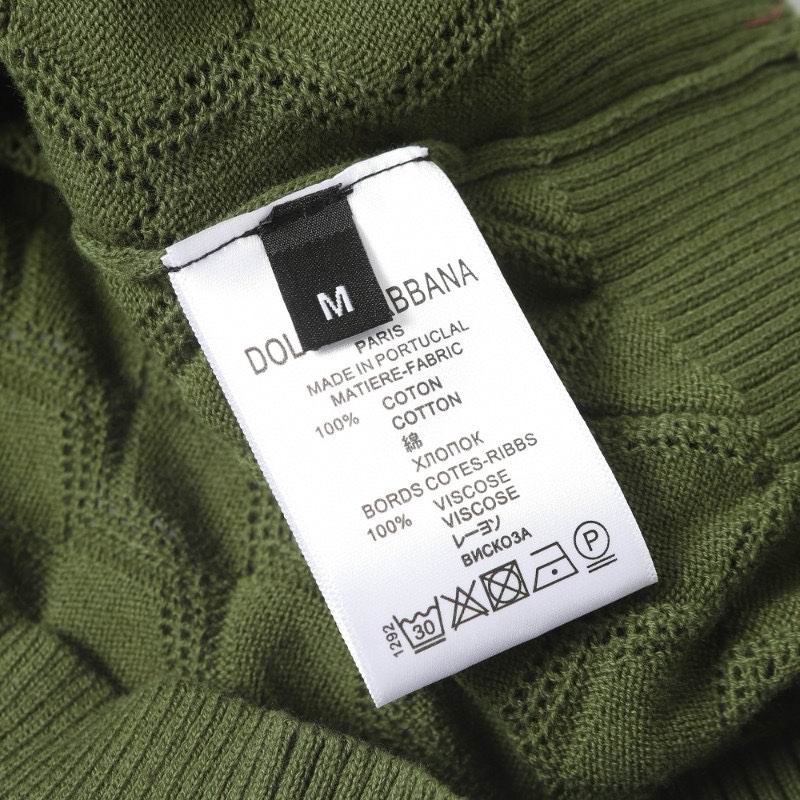 M
DOL ABBANA
PARIS
MADE IN PORTUCLAL
MATIERE-FABRIC
100% COTON
COTTON
綿
ХЛОПОК
BORDS COTES-RIBBS
100% VISCOSE
VISCOSE
レーヨン
ВИСКОЗА
1292 30 P